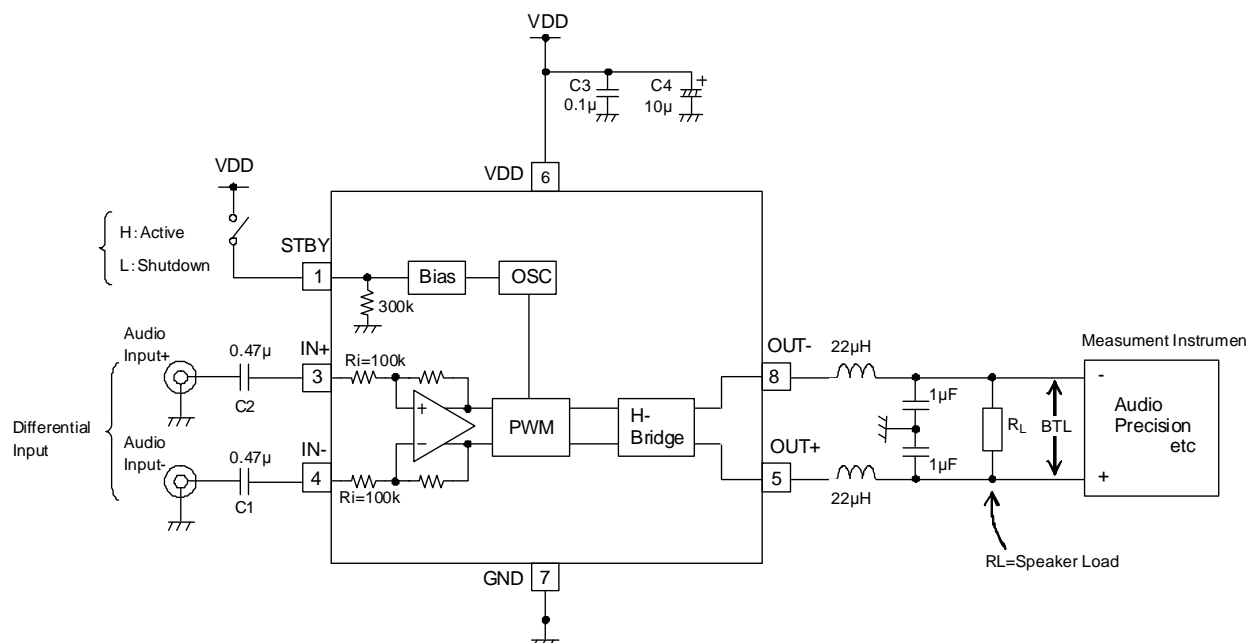 VDD
C3
0.1µ
C4
+
10µ
VDD
6
VDD
H:Active
L:Shutdown
STBY
1
Bias
OSC
300k
Audio
Input+
0.47µ
C2
IN+
3
Ri=100k
+
−
PWM
H-
Bridge
OUT-
8
22µH
1µF
1µF
Measument Instrumen
-
Audio
Precision
etc
+
RL
BTL
Differential
Input
Audio
Input-
0.47µ
C1
IN-
4
Ri=100k
OUT+
5
22µH
RL=Speaker Load
GND
7